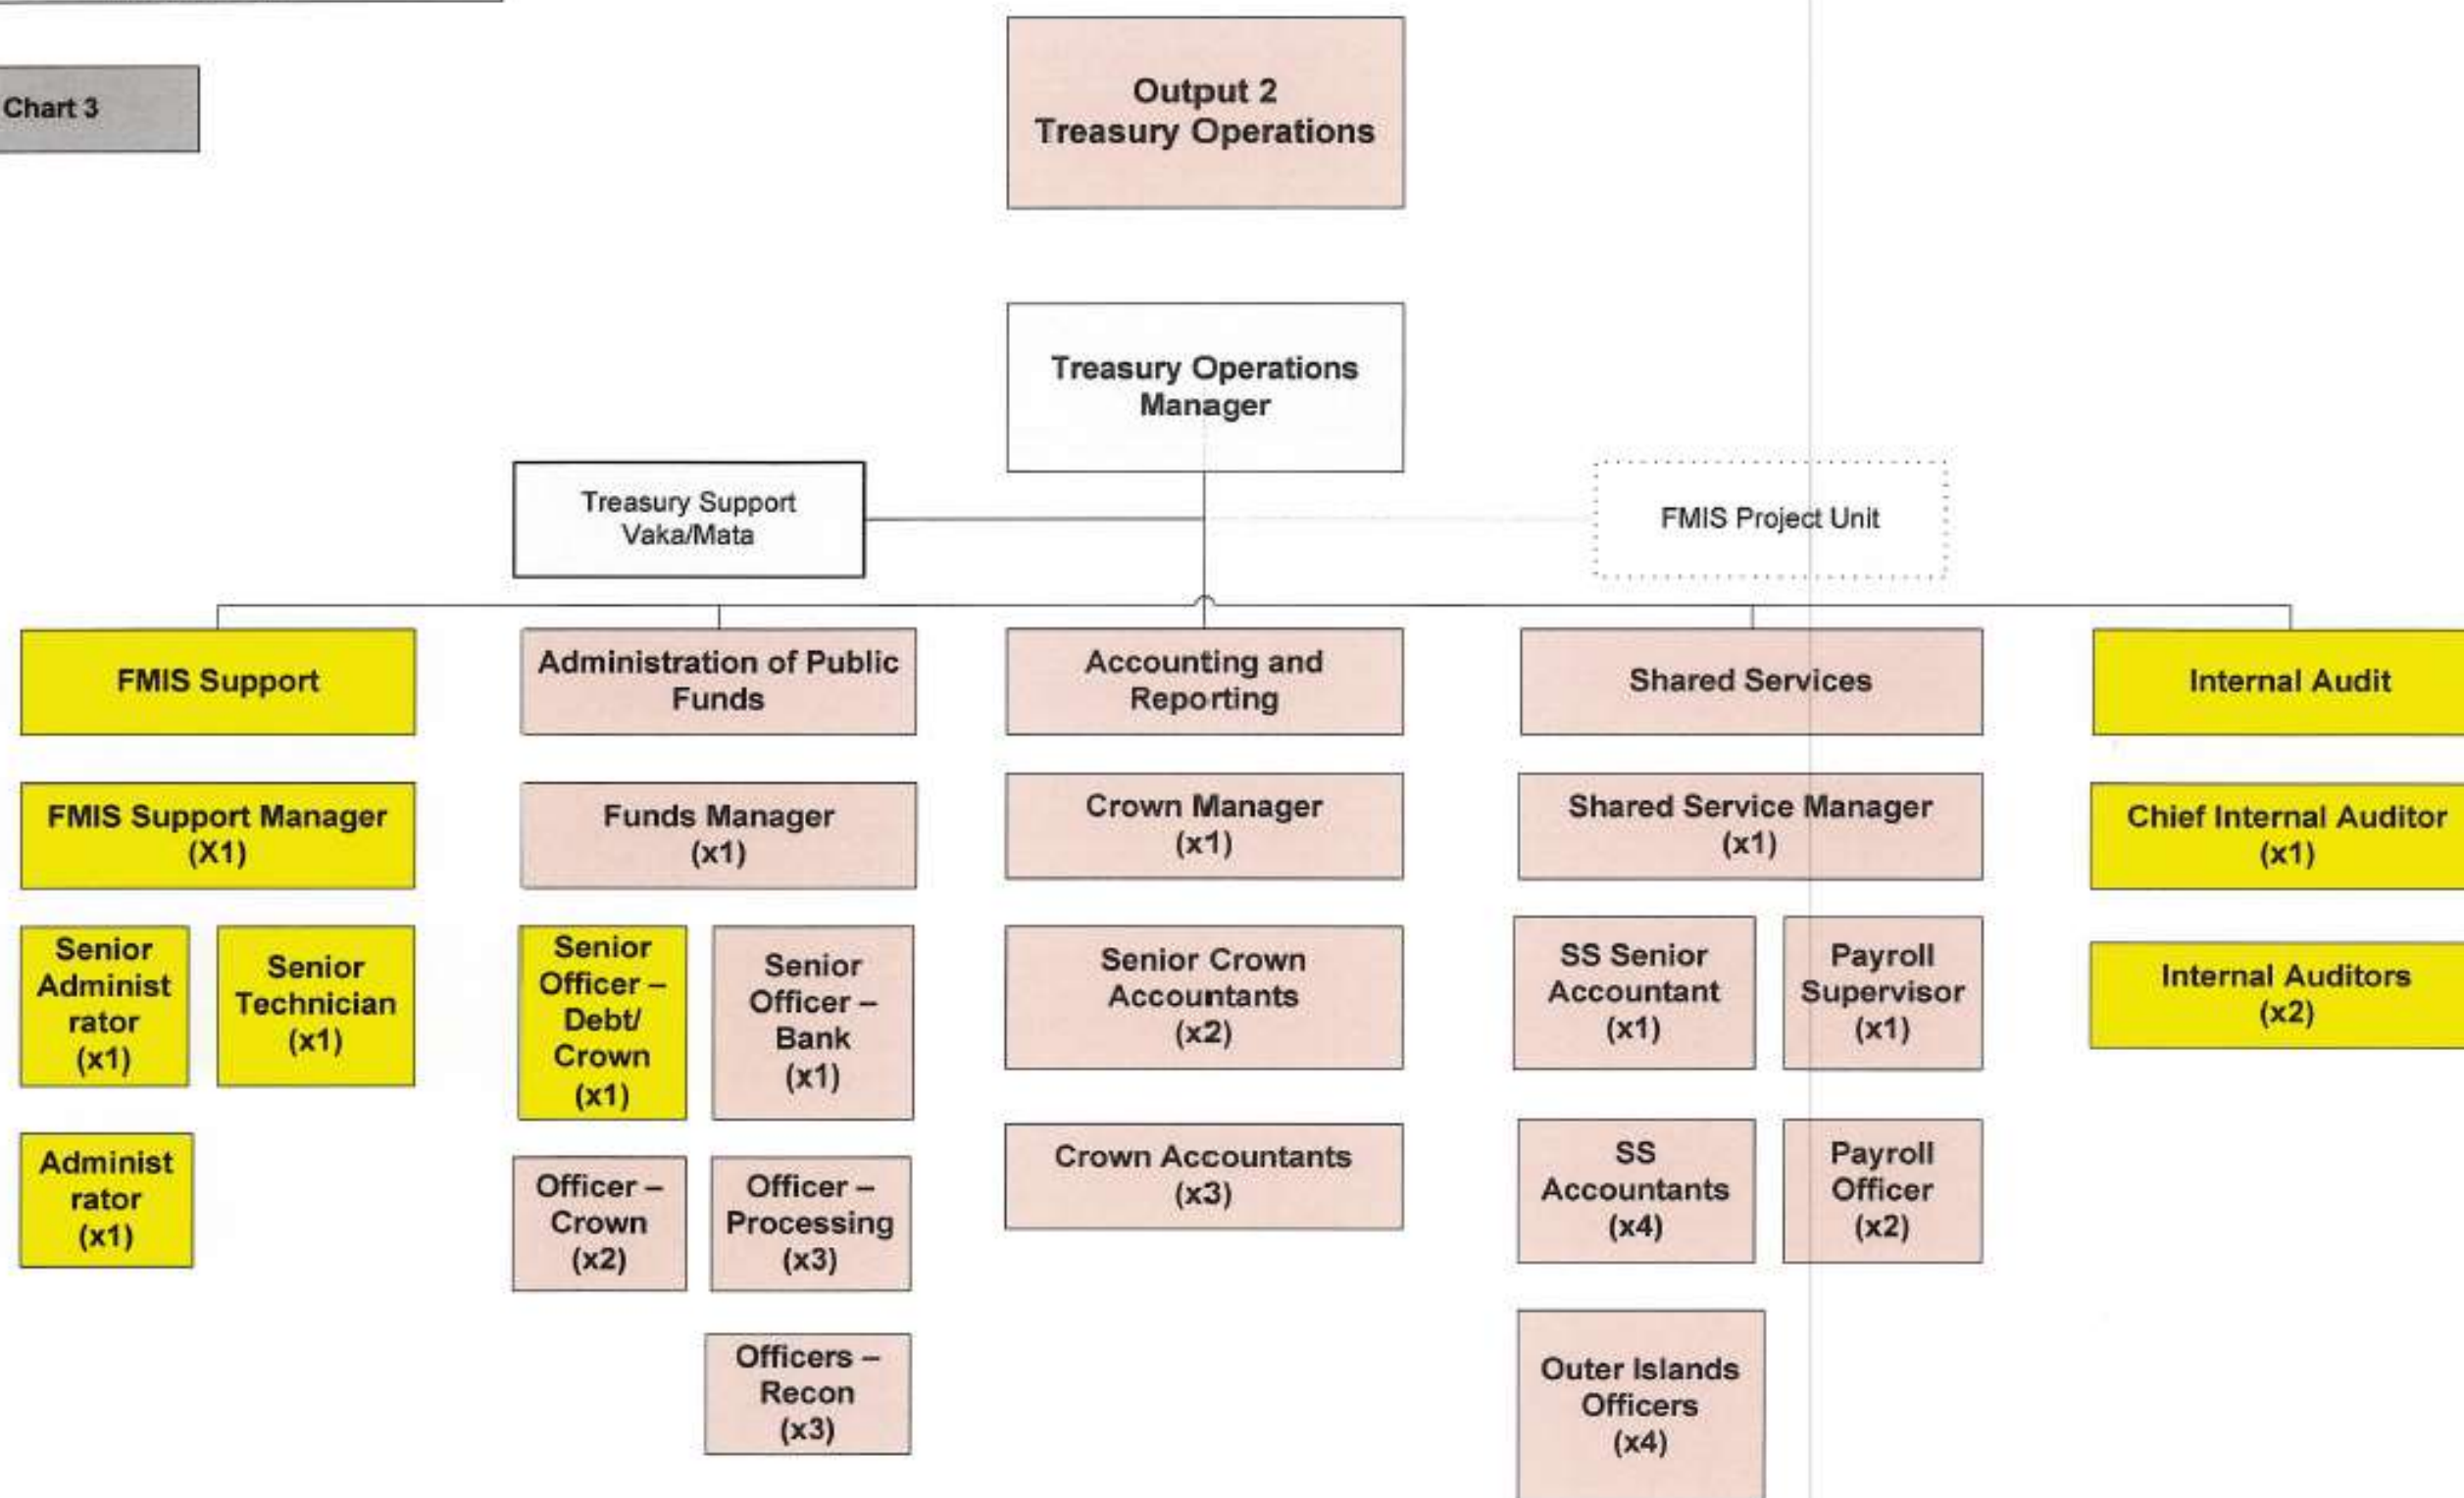 Chart 3
Output 2
Treasury Operations
Treasury Operations
Manager
Treasury Support
Vaka/Mata
FMIS Project Unit
FMIS Support
Administration of Public
Funds
Accounting and
Reporting
Shared Services
Internal Audit
FMIS Support Manager
(X1)
Funds Manager
(x1)
Crown Manager
(x1)
Shared Service Manager
(x1)
Chief Internal Auditor
(x1)
Senior
Administ
rator
(x1)
Senior
Technician
(x1)
Senior
Officer –
Debt/
Crown
(x1)
Senior
Officer –
Bank
(x1)
Senior Crown
Accountants
(x2)
SS Senior
Accountant
(x1)
Payroll
Supervisor
(x1)
Internal Auditors
(x2)
Administ
rator
(x1)
Officer –
Crown
(x2)
Officer –
Processing
(x3)
Crown Accountants
(x3)
SS
Accountants
(x4)
Payroll
Officer
(x2)
Officers –
Recon
(x3)
Outer Islands
Officers
(x4)